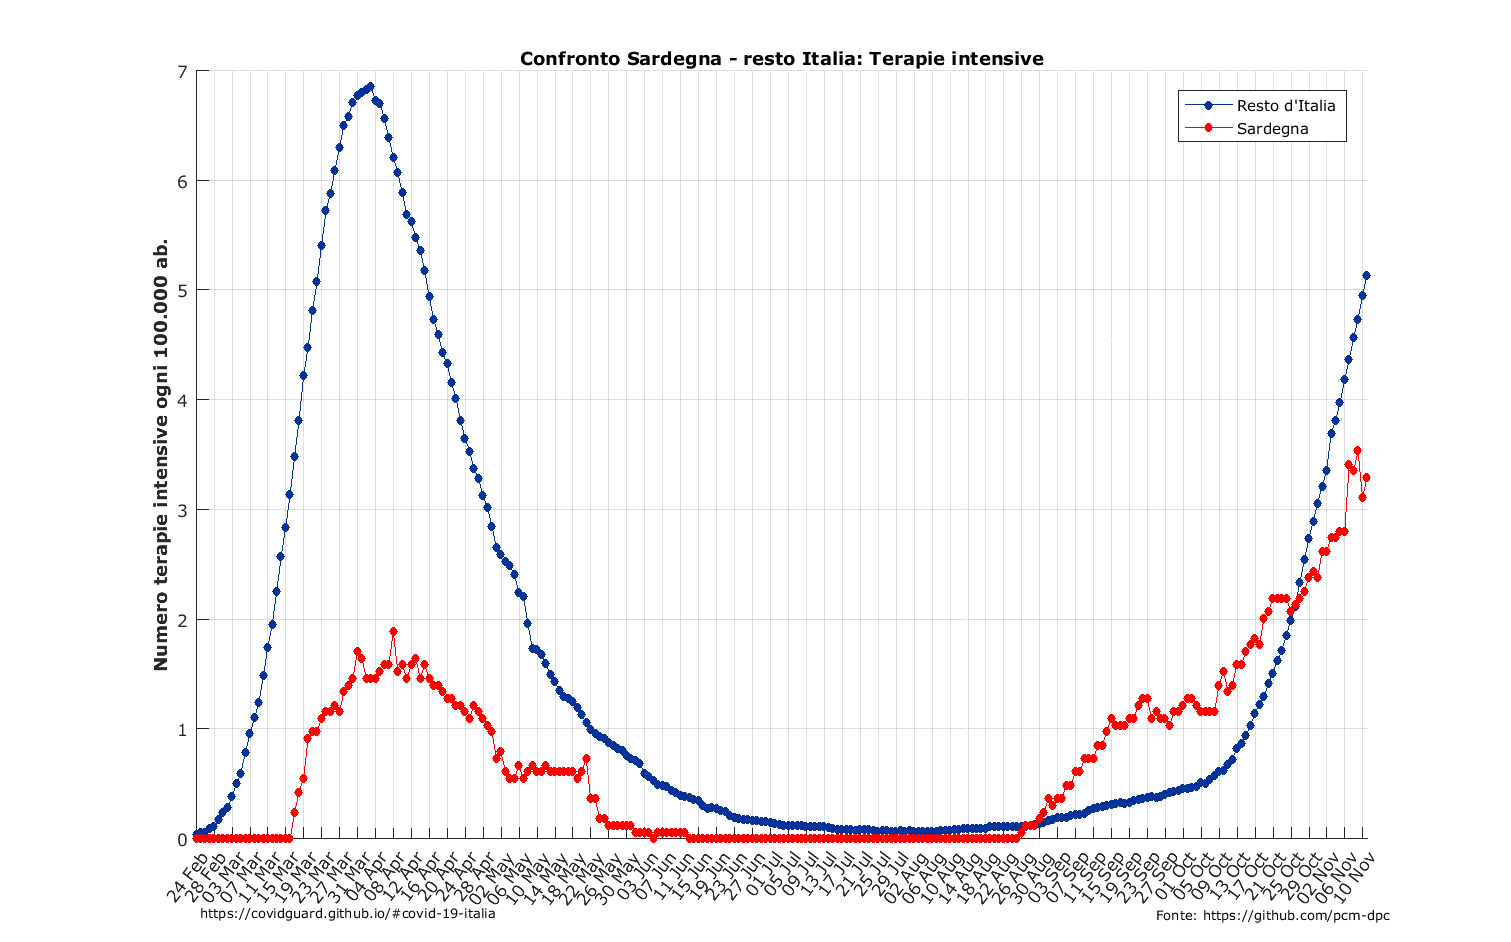 Confronto Sardegna - resto Italia: Terapie intensive
Resto d'Italia
Sardegna
Numero terapie intensive ogni 100.000 ab.
7
6
5
4
3
2
1
0
24 Feb
28 Feb
03 Mar
07 Mar
11 Mar
15 Mar
19 Mar
23 Mar
27 Mar
31 Mar
04 Apr
08 Apr
12 Apr
16 Apr
20 Apr
24 Apr
28 Apr
02 May
06 May
10 May
14 May
18 May
22 May
26 May
30 May
03 Jun
07 Jun
11 Jun
15 Jun
19 Jun
23 Jun
27 Jun
01 Jul
05 Jul
09 Jul
13 Jul
17 Jul
21 Jul
25 Jul
29 Jul
02 Aug
06 Aug
10 Aug
14 Aug
18 Aug
22 Aug
26 Aug
30 Aug
03 Sep
07 Sep
11 Sep
15 Sep
19 Sep
23 Sep
27 Sep
01 Oct
05 Oct
09 Oct
13 Oct
17 Oct
21 Oct
25 Oct
29 Oct
02 Nov
06 Nov
10 Nov
https://covidguard.github.io/#covid-19-italia
Fonte: https://github.com/pcm-dpc